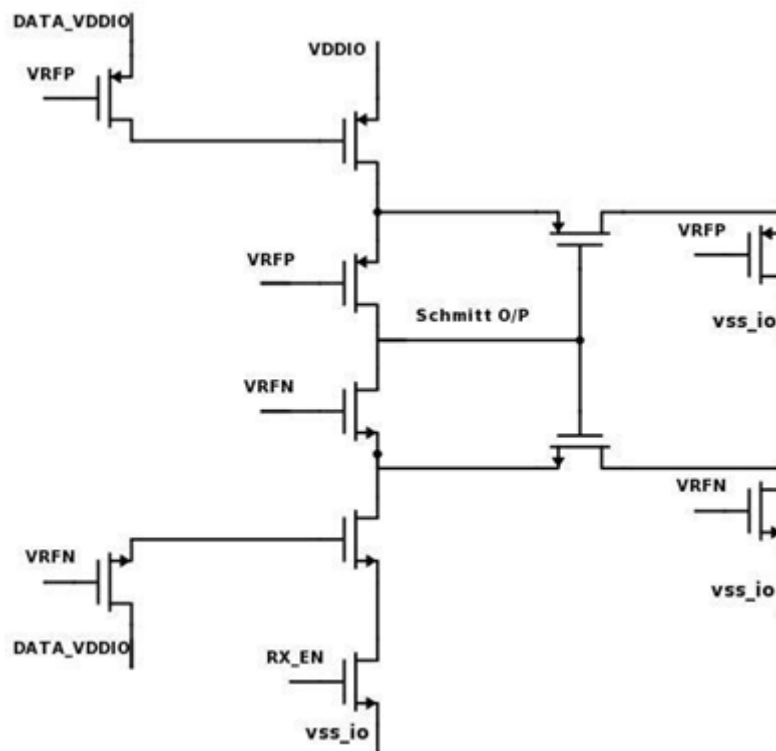 DATA_VDDIO
VDDIO
VRFP
VRFP
VRFP
vss_io
Schmitt O/P
VRFN
VRFN
VRFN
vss_io
DATA_VDDIO
RX_EN
vss_io